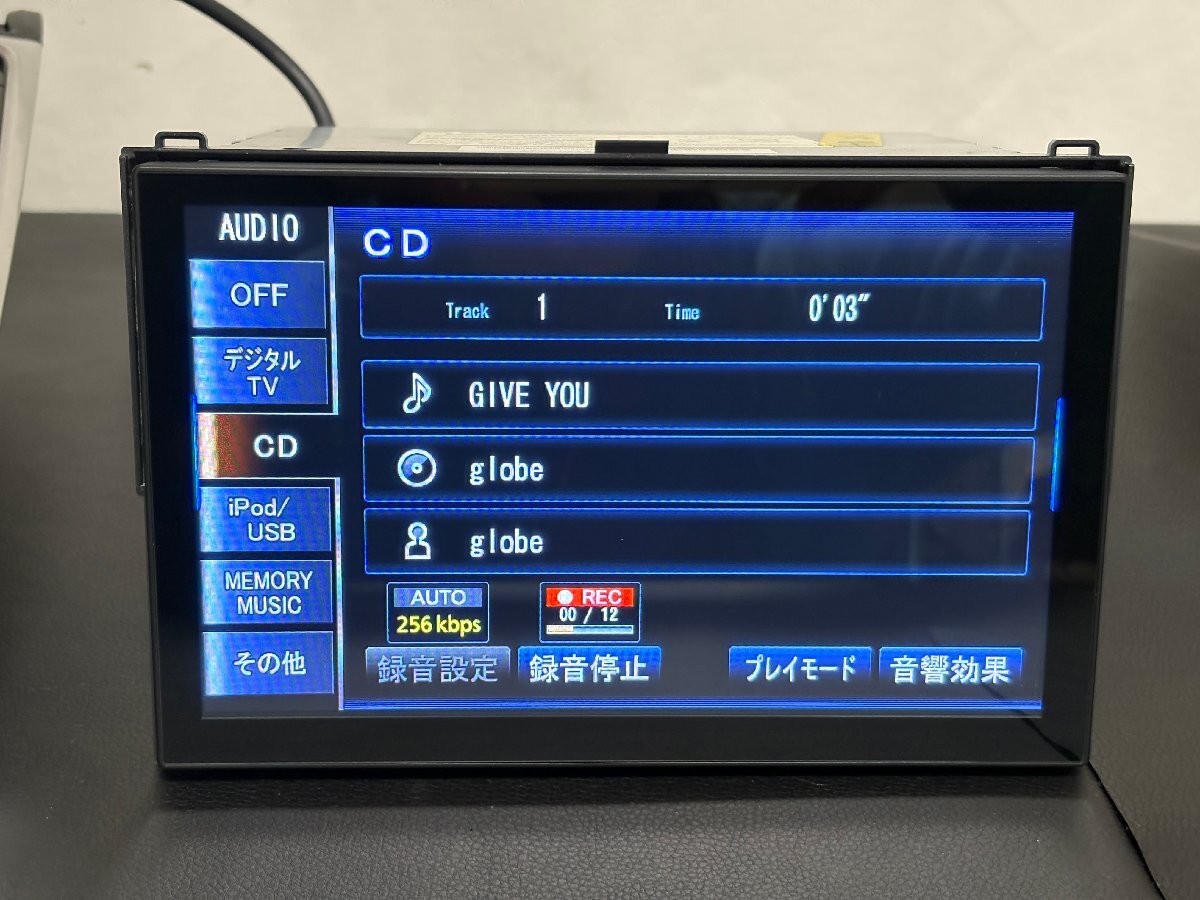 AUDIO
OFF
デジタル
TV
CD
iPod/
USB
MEMORY
MUSIC
その他
CD
Track 1 Time 0'03"
GIVE YOU
globe
globe
AUTO
256 kbps
REC
00 / 12
録音設定 録音停止 プレイモード 音響効果